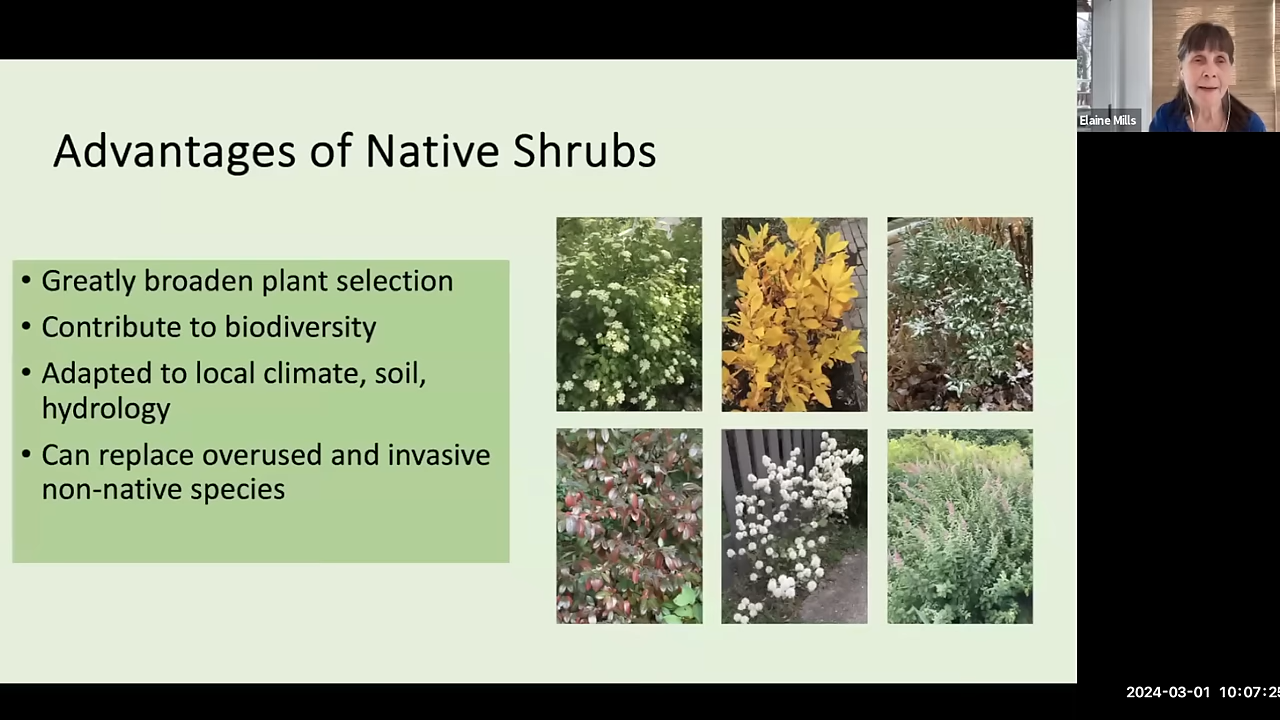 Advantages of Native Shrubs
• Greatly broaden plant selection
• Contribute to biodiversity
• Adapted to local climate, soil,
hydrology
• Can replace overused and invasive
non-native species
Elaine Mills
2024-03-01 10:07:25